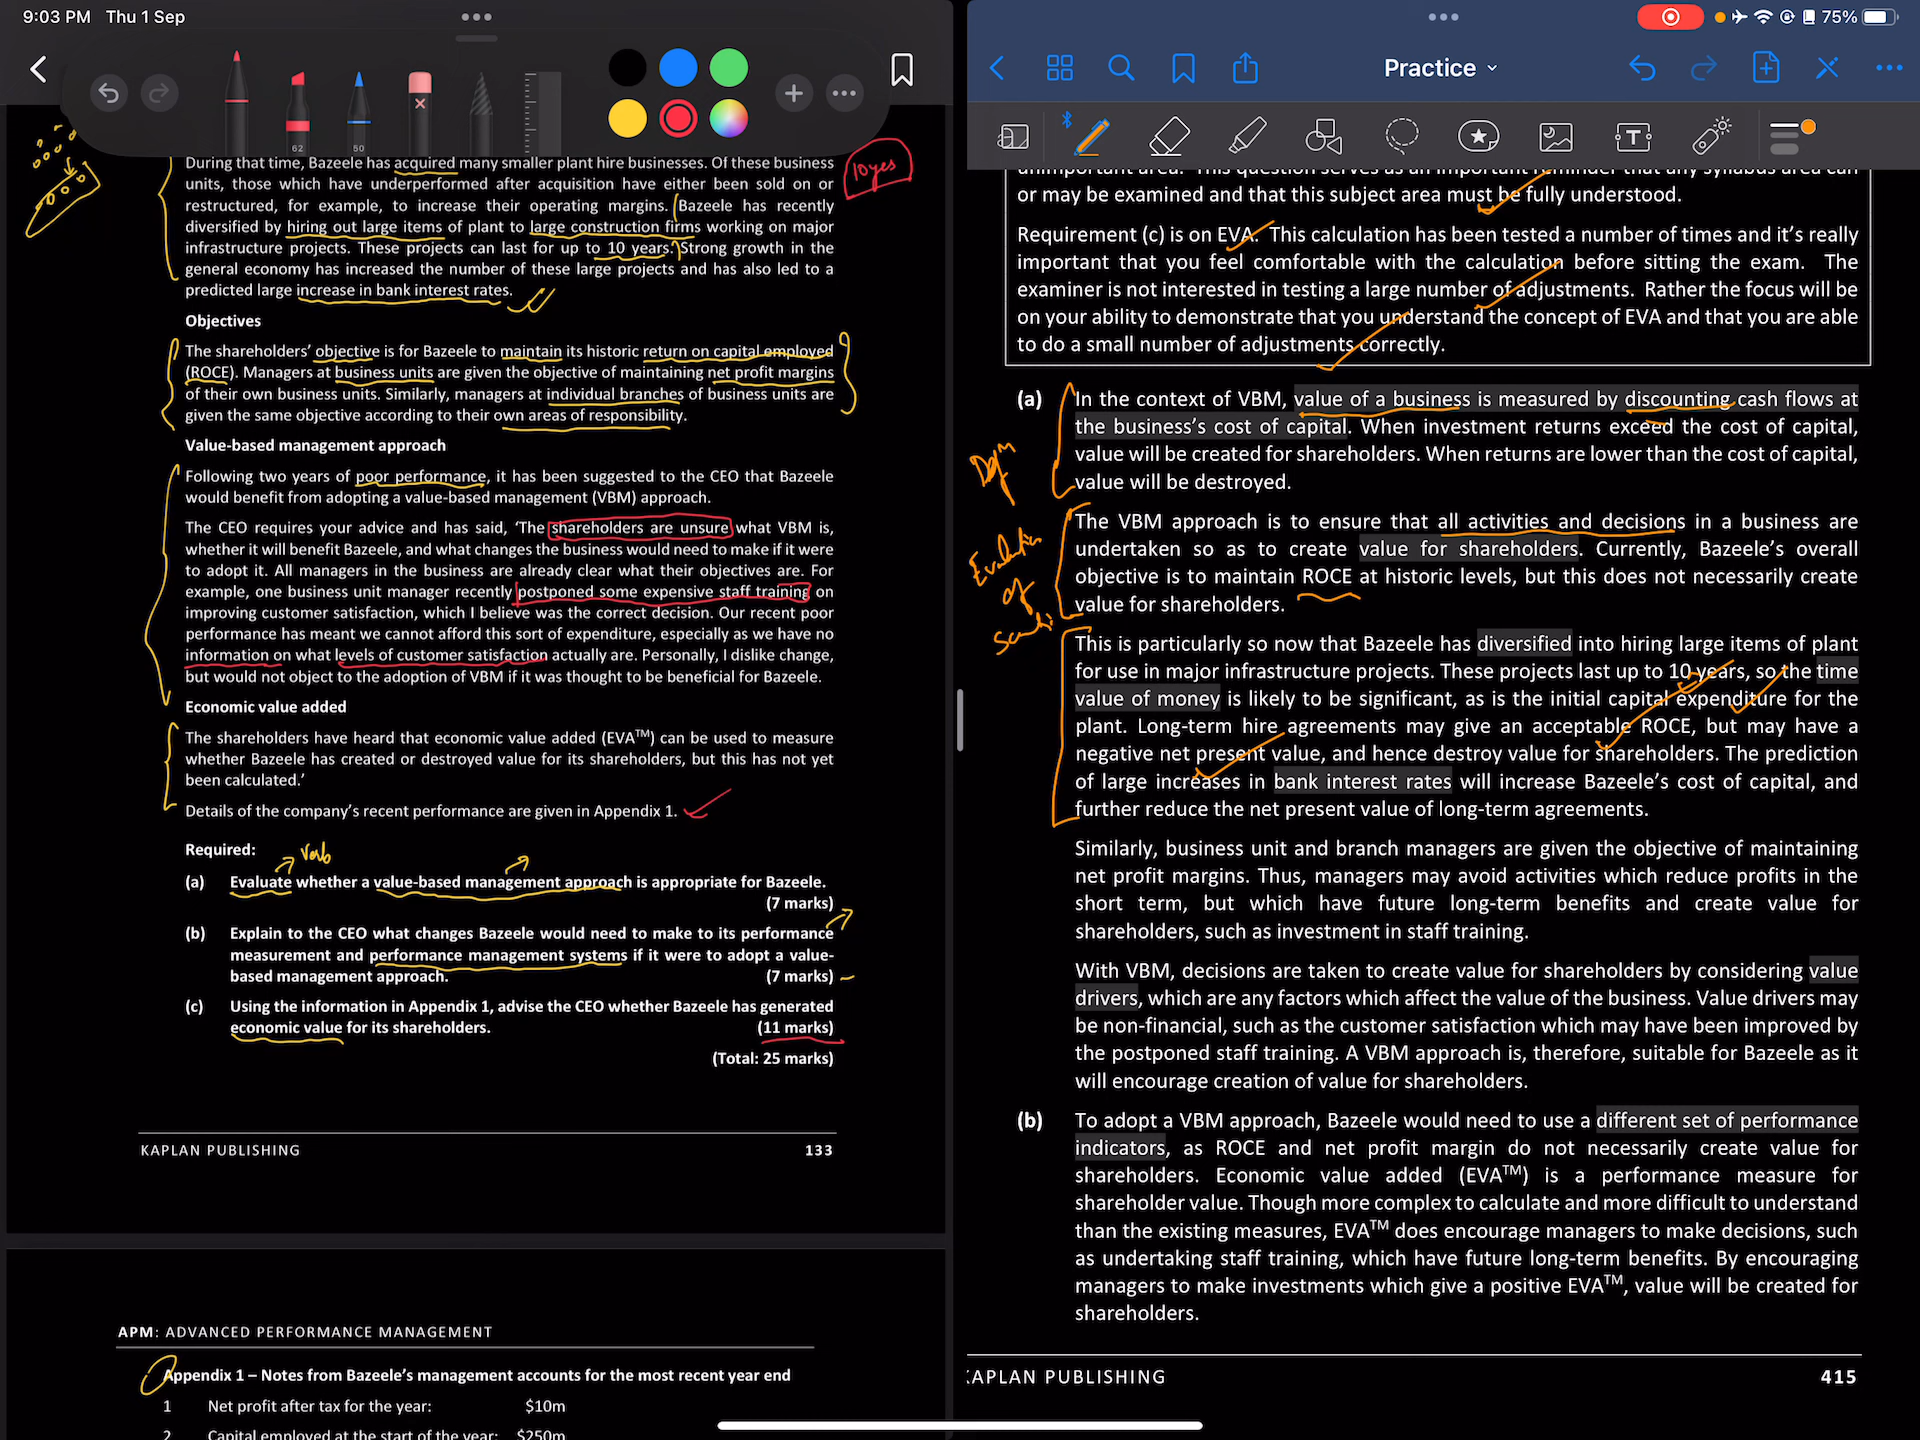 9:03 PM Thu 1 Sep
62
50
During that time, Bazeele has acquired many smaller plant hire businesses. Of these business
units, those which have underperformed after acquisition have either been sold on or
restructured, for example, to increase their operating margins. Bazeele has recently
diversified by hiring out large items of plant to large construction firms working on major
infrastructure projects. These projects can last for up to 10 years. Strong growth in the
general economy has increased the number of these large projects and has also led to a
predicted large increase in bank interest rates.
10yes
Objectives
The shareholders' objective is for Bazeele to maintain its historic return on capital employed
(ROCE). Managers at business units are given the objective of maintaining net profit margins
of their own business units. Similarly, managers at individual branches of business units are
given the same objective according to their own areas of responsibility.
Value-based management approach
Following two years of poor performance, it has been suggested to the CEO that Bazeele
would benefit from adopting a value-based management (VBM) approach.
The CEO requires your advice and has said, 'The shareholders are unsure what VBM is,
whether it will benefit Bazeele, and what changes the business would need to make if it were
to adopt it. All managers in the business are already clear what their objectives are. For
example, one business unit manager recently postponed some expensive staff training on
improving customer satisfaction, which I believe was the correct decision. Our recent poor
performance has meant we cannot afford this sort of expenditure, especially as we have no
information on what levels of customer satisfaction actually are. Personally, I dislike change,
but would not object to the adoption of VBM if it was thought to be beneficial for Bazeele.
Economic value added
The shareholders have heard that economic value added (EVA™) can be used to measure
whether Bazeele has created or destroyed value for its shareholders, but this has not yet
been calculated.'
Details of the company's recent performance are given in Appendix 1.
Required:
Verb
(a) Evaluate whether a value-based management approach is appropriate for Bazeele.
(7 marks)
(b) Explain to the CEO what changes Bazeele would need to make to its performance
measurement and performance management systems if it were to adopt a value-
based management approach. (7 marks)
(c) Using the information in Appendix 1, advise the CEO whether Bazeele has generated
economic value for its shareholders. (11 marks)
(Total: 25 marks)
KAPLAN PUBLISHING 133
APM: ADVANCED PERFORMANCE MANAGEMENT
Appendix 1 – Notes from Bazeele's management accounts for the most recent year end
1 Net profit after tax for the year: $10m
2 Capital employed at the start of the year: $250m
75%
Practice
unimportant area. This question serves as an important reminder that any syllabus area can
or may be examined and that this subject area must be fully understood.
Requirement (c) is on EVA. This calculation has been tested a number of times and it's really
important that you feel comfortable with the calculation before sitting the exam. The
examiner is not interested in testing a large number of adjustments. Rather the focus will be
on your ability to demonstrate that you understand the concept of EVA and that you are able
to do a small number of adjustments correctly.
(a) In the context of VBM, value of a business is measured by discounting cash flows at
the business's cost of capital. When investment returns exceed the cost of capital,
value will be created for shareholders. When returns are lower than the cost of capital,
value will be destroyed.
The VBM approach is to ensure that all activities and decisions in a business are
undertaken so as to create value for shareholders. Currently, Bazeele's overall
objective is to maintain ROCE at historic levels, but this does not necessarily create
value for shareholders.
Evaluation
of
This is particularly so now that Bazeele has diversified into hiring large items of plant
for use in major infrastructure projects. These projects last up to 10 years, so the time
value of money is likely to be significant, as is the initial capital expenditure for the
plant. Long-term hire agreements may give an acceptable ROCE, but may have a
negative net present value, and hence destroy value for shareholders. The prediction
of large increases in bank interest rates will increase Bazeele's cost of capital, and
further reduce the net present value of long-term agreements.
Similarly, business unit and branch managers are given the objective of maintaining
net profit margins. Thus, managers may avoid activities which reduce profits in the
short term, but which have future long-term benefits and create value for
shareholders, such as investment in staff training.
With VBM, decisions are taken to create value for shareholders by considering value
drivers, which are any factors which affect the value of the business. Value drivers may
be non-financial, such as the customer satisfaction which may have been improved by
the postponed staff training. A VBM approach is, therefore, suitable for Bazeele as it
will encourage creation of value for shareholders.
(b) To adopt a VBM approach, Bazeele would need to use a different set of performance
indicators, as ROCE and net profit margin do not necessarily create value for
shareholders. Economic value added (EVA™) is a performance measure for
shareholder value. Though more complex to calculate and more difficult to understand
than the existing measures, EVA™ does encourage managers to make decisions, such
as undertaking staff training, which have future long-term benefits. By encouraging
managers to make investments which give a positive EVA™, value will be created for
shareholders.
KAPLAN PUBLISHING 415